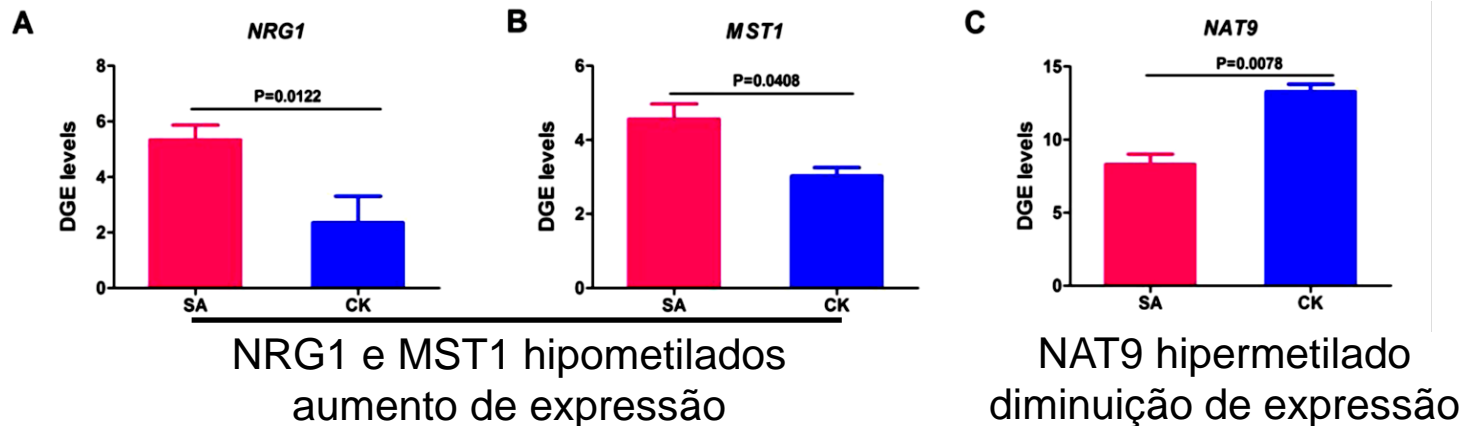 A
NRG1
P=0.0122
DGE levels
8
6
4
2
0
SA CK
B
MST1
P=0.0408
DGE levels
6
4
2
0
SA CK
NRG1 e MST1 hipometilados
aumento de expressão
C
NAT9
P=0.0078
DGE levels
15
10
5
0
SA CK
NAT9 hipermetilado
diminuição de expressão